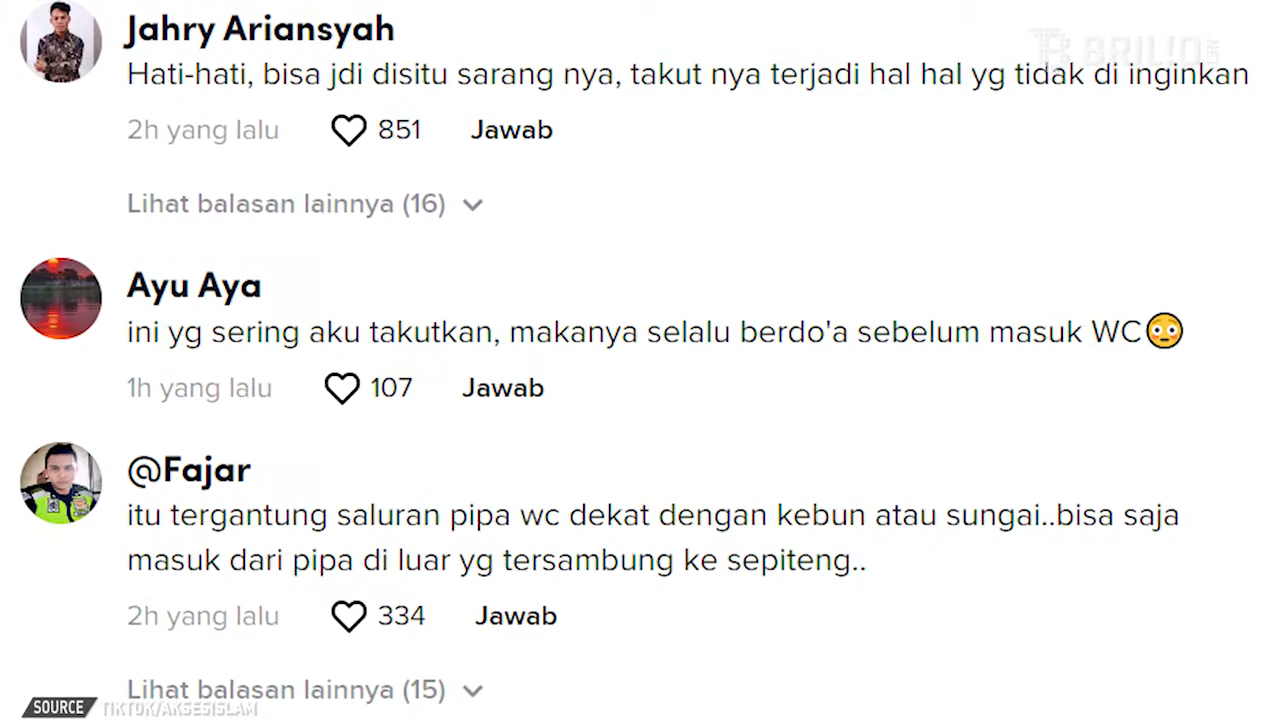 Jahry Ariansyah
BRILIO
NET
Hati-hati, bisa jdi disitu sarang nya, takut nya terjadi hal hal yg tidak di inginkan
2h yang lalu 851 Jawab
Lihat balasan lainnya (16)
Ayu Aya
ini yg sering aku takutkan, makanya selalu berdo'a sebelum masuk WC😳
1h yang lalu 107 Jawab
@Fajar
itu tergantung saluran pipa wc dekat dengan kebun atau sungai..bisa saja
masuk dari pipa di luar yg tersambung ke sepiteng..
2h yang lalu 334 Jawab
Lihat balasan lainnya (15)
SOURCE TIKTOK/AKSESISLAM